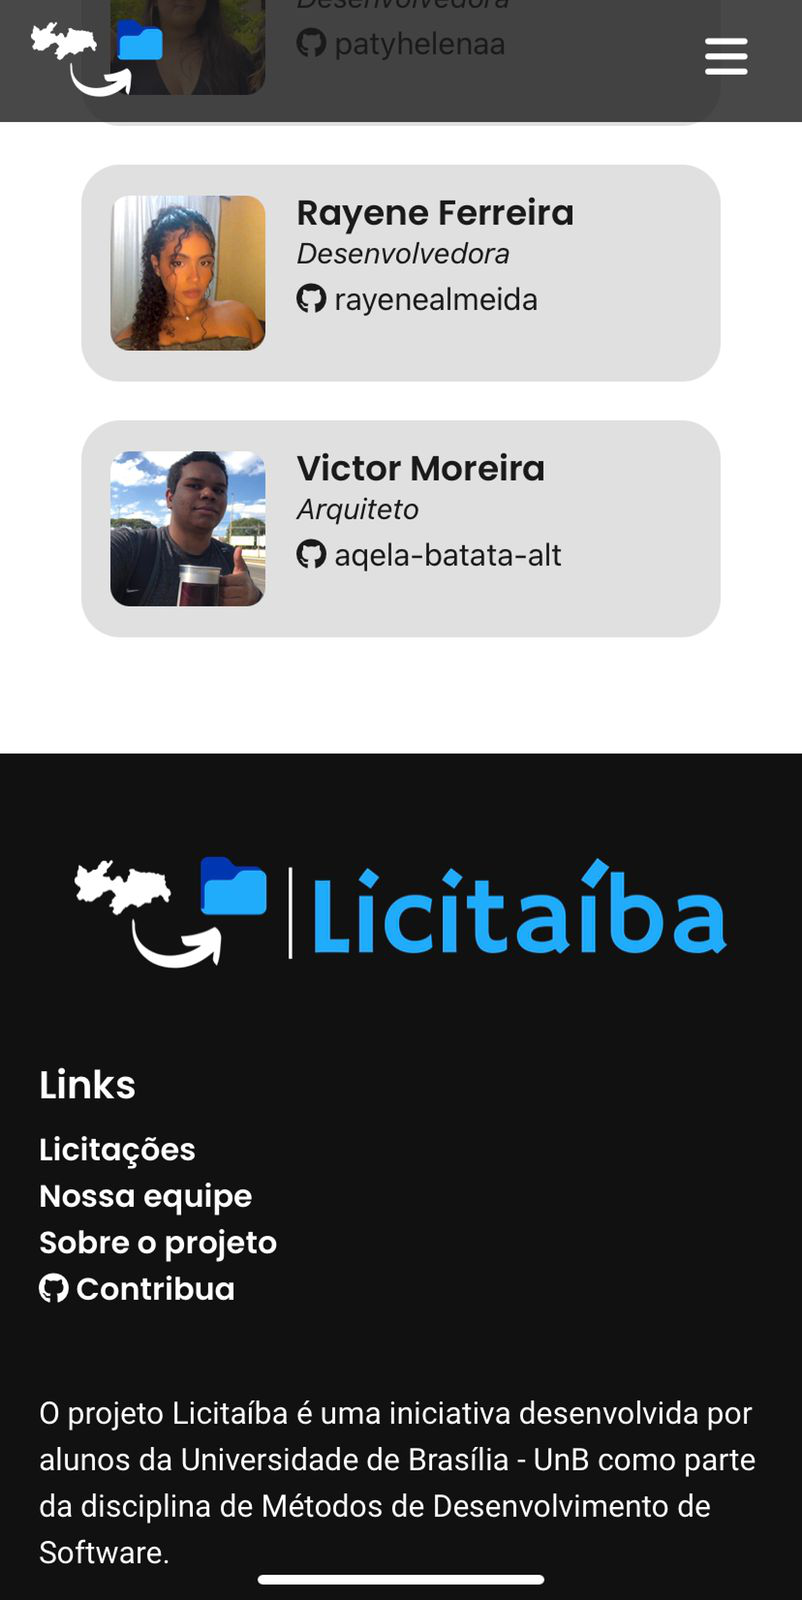 Desenvolvedora
patyhelenaa
Rayene Ferreira
Desenvolvedora
rayenealmeida
Victor Moreira
Arquiteto
aqela-batata-alt
Licitaíba
Links
Licitações
Nossa equipe
Sobre o projeto
Contribua
O projeto Licitaíba é uma iniciativa desenvolvida por
alunos da Universidade de Brasília - UnB como parte
da disciplina de Métodos de Desenvolvimento de
Software.